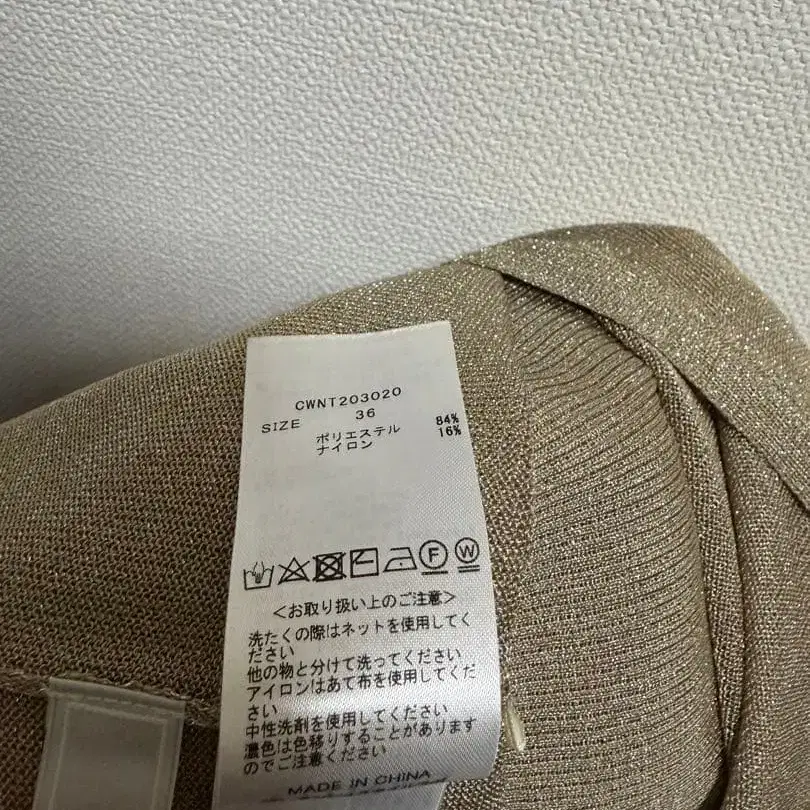 CWNT203020
SIZE 36
ポリエステル 84%
ナイロン 16%
F W
<お取り扱い上のご注意>
洗たくの際はネットを使用してく
ださい
他の物と分けて洗ってください
アイロンはあて布を使用してくだ
さい
中性洗剤を使用してください
濃色は色移りすることがあります
のでご注意ください
MADE IN CHINA